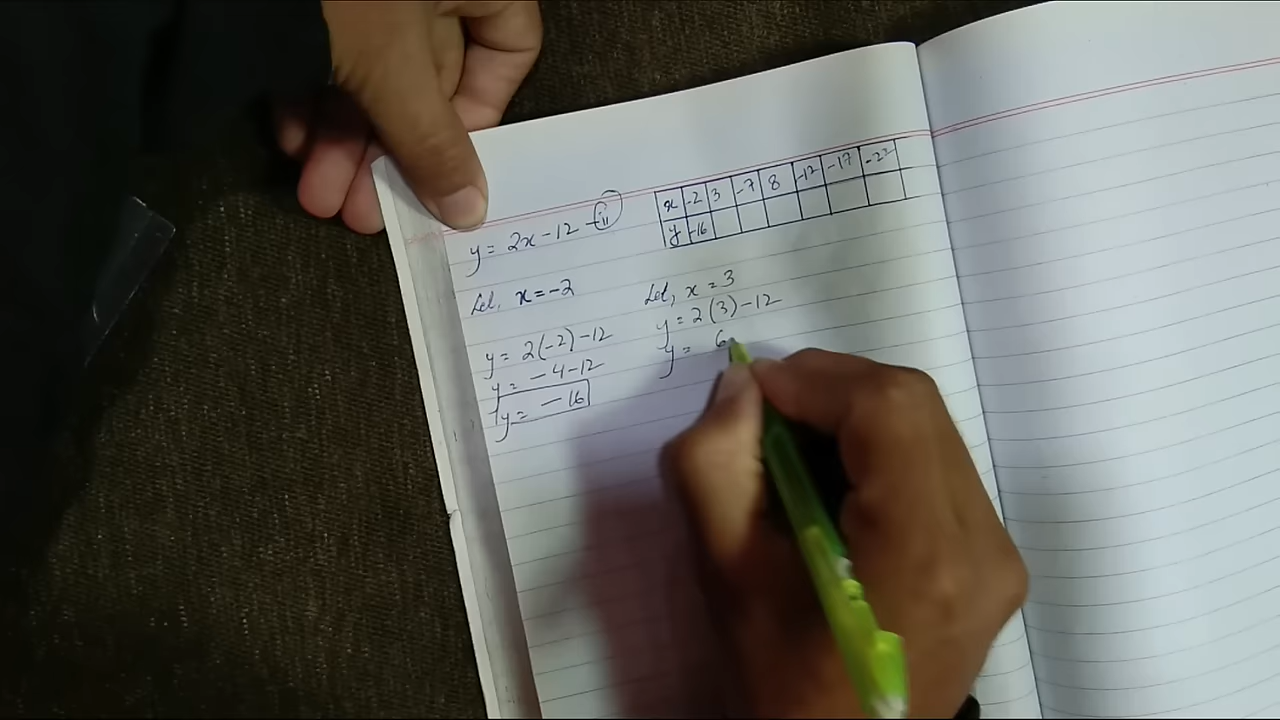 y = 2x - 12 - (ii)
x -2 3 -7 8 -12 -17 -22
y -16
Let, x = -2
y = 2(-2) - 12
y = -4 - 12
y = -16
Let, x = 3
y = 2(3) - 12
y = 6